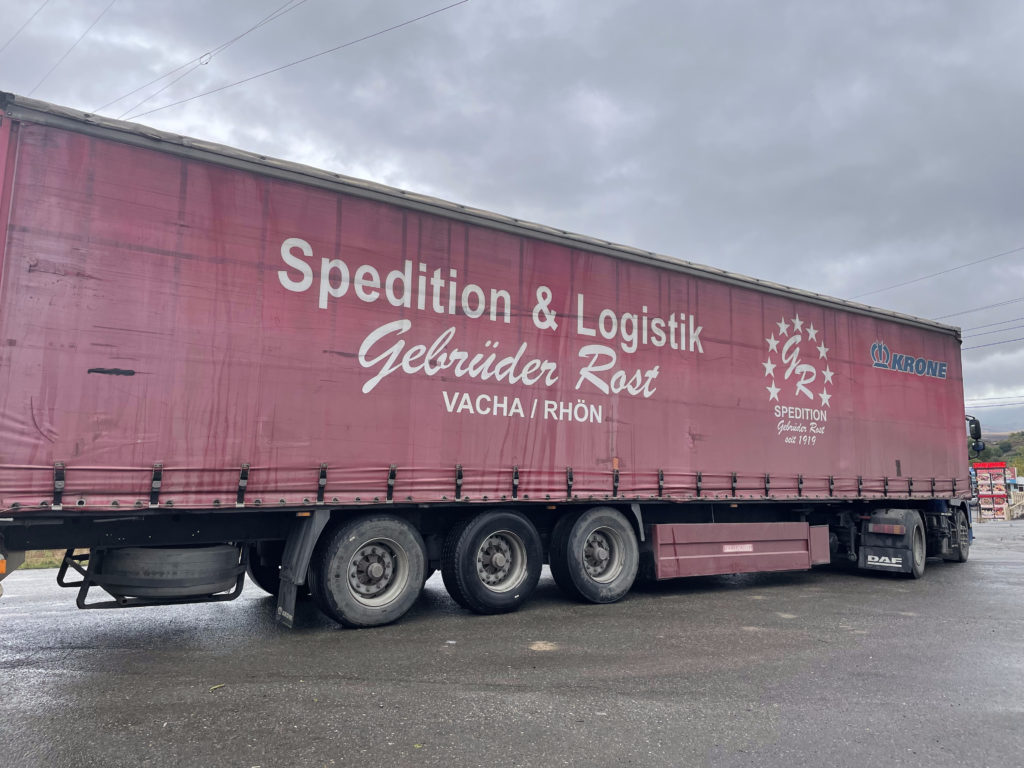 Spedition & Logistik
Gebrüder Rost
VACHA / RHÖN
GR
SPEDITION
Gebrüder Rost
seit 1919
KRONE
DAF